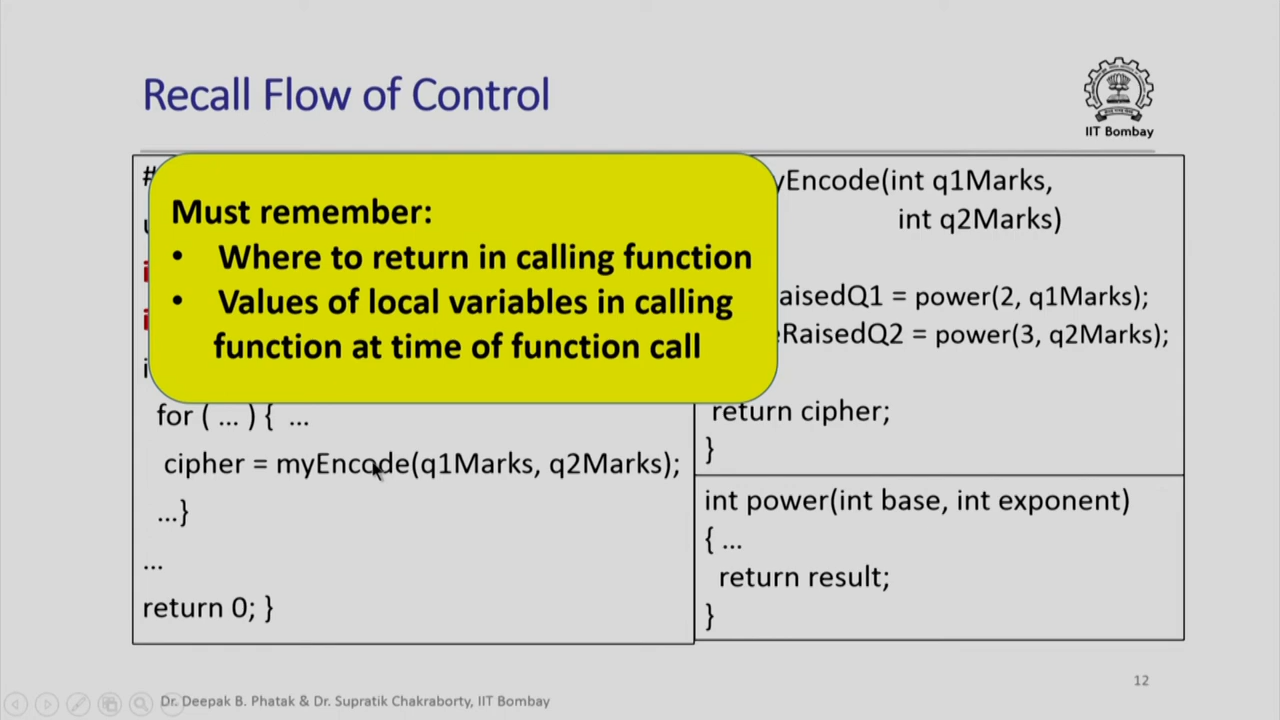 Recall Flow of Control
IIT Bombay
#
Must remember:
• Where to return in calling function
• Values of local variables in calling
function at time of function call
i
i
i
for ( ... ) { ...
cipher = myEncode(q1Marks, q2Marks);
...}
...
return 0; }
yEncode(int q1Marks,
int q2Marks)
aisedQ1 = power(2, q1Marks);
eRaisedQ2 = power(3, q2Marks);
return cipher;
}
int power(int base, int exponent)
{ ...
return result;
}
12
Dr. Deepak B. Phatak & Dr. Supratik Chakraborty, IIT Bombay